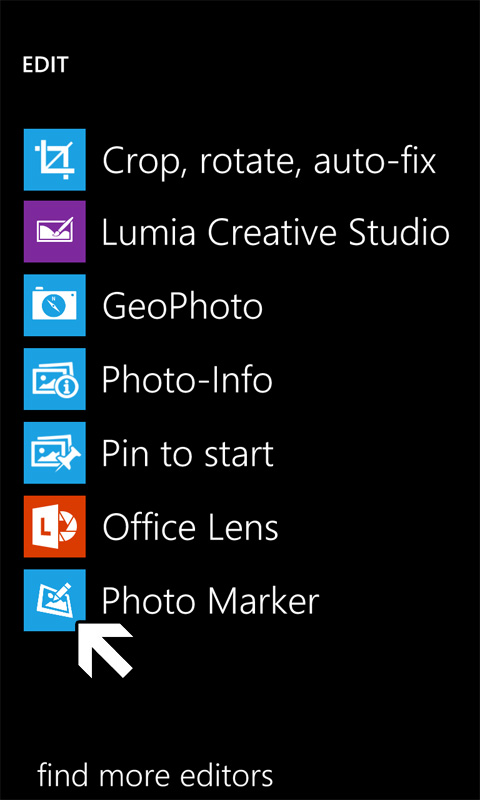 EDIT
Crop, rotate, auto-fix
Lumia Creative Studio
N
GeoPhoto
Photo-Info
Pin to start
L
Office Lens
Photo Marker
find more editors